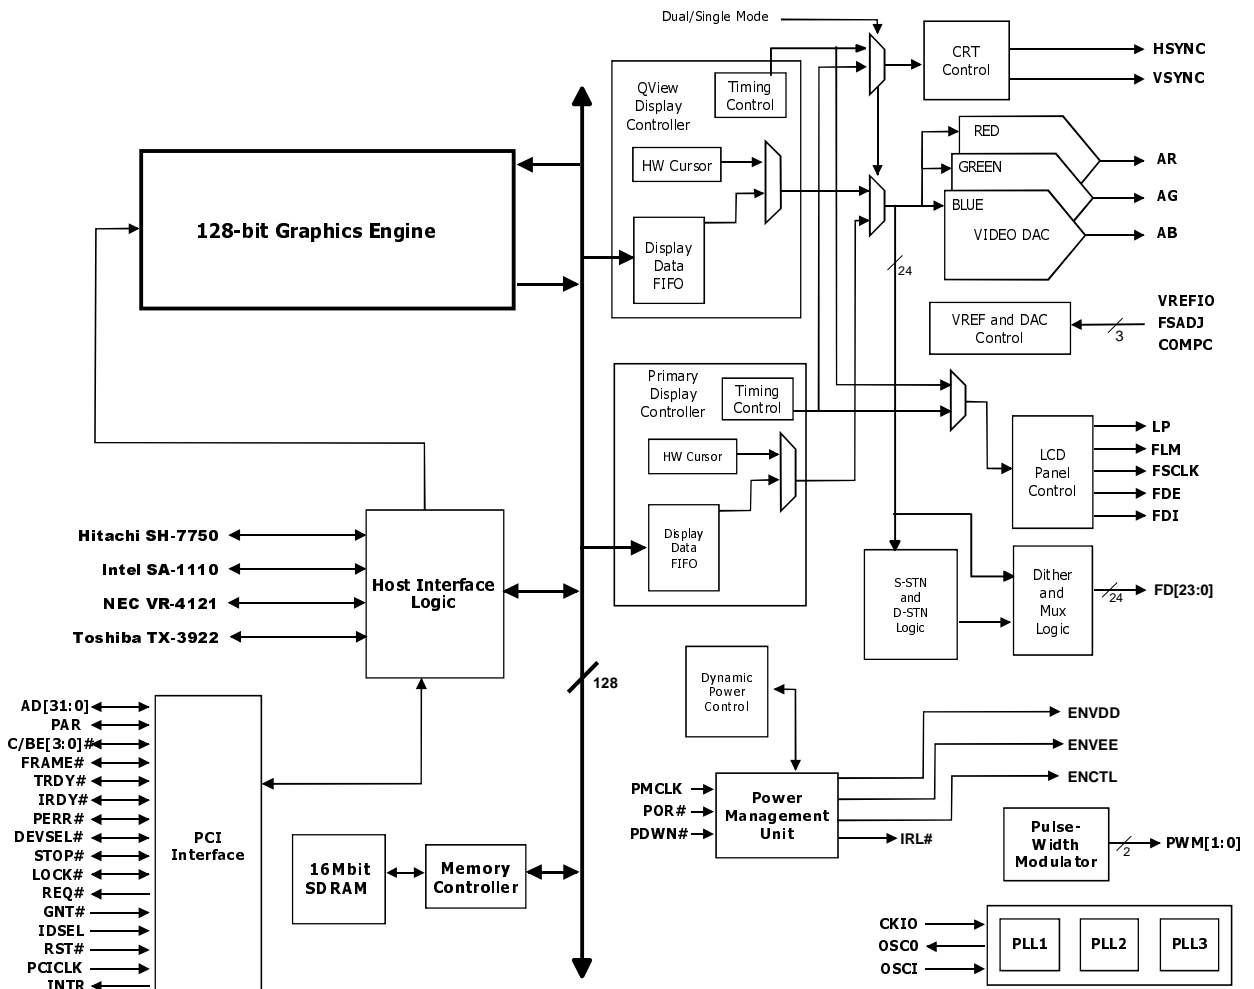 Dual/Single Mode
QView
Display
Controller
Timing
Control
HW Cursor
Display
Data
FIFO
CRT
Control
HSYNC
VSYNC
RED
GREEN
BLUE
VIDEO DAC
AR
AG
AB
24
VREF and DAC
Control
3
VREFIO
FSADJ
COMPC
128-bit Graphics Engine
Primary
Display
Controller
Timing
Control
HW Cursor
Display
Data
FIFO
LCD
Panel
Control
LP
FLM
FSCLK
FDE
FDI
Hitachi SH-7750
Intel SA-1110
NEC VR-4121
Toshiba TX-3922
Host Interface
Logic
S-STN
and
D-STN
Logic
Dither
and
Mux
Logic
24
FD[23:0]
128
Dynamic
Power
Control
AD[31:0]
PAR
C/BE[3:0]#
FRAME#
TRDY#
IRDY#
PERR#
DEVSEL#
STOP#
LOCK#
REQ#
GNT#
IDSEL
RST#
PCICLK
INTR
PCI
Interface
16Mbit
SDRAM
Memory
Controller
PMCLK
POR#
PDWN#
Power
Management
Unit
ENVDD
ENVEE
ENCTL
IRL#
Pulse-
Width
Modulator
2
PWM[1:0]
CKIO
OSCO
OSCI
PLL1
PLL2
PLL3